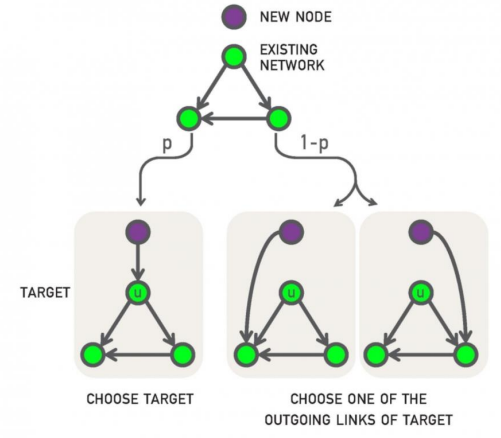 NEW NODE
EXISTING
NETWORK
p
1-p
TARGET
u
u
u
CHOOSE TARGET
CHOOSE ONE OF THE
OUTGOING LINKS OF TARGET